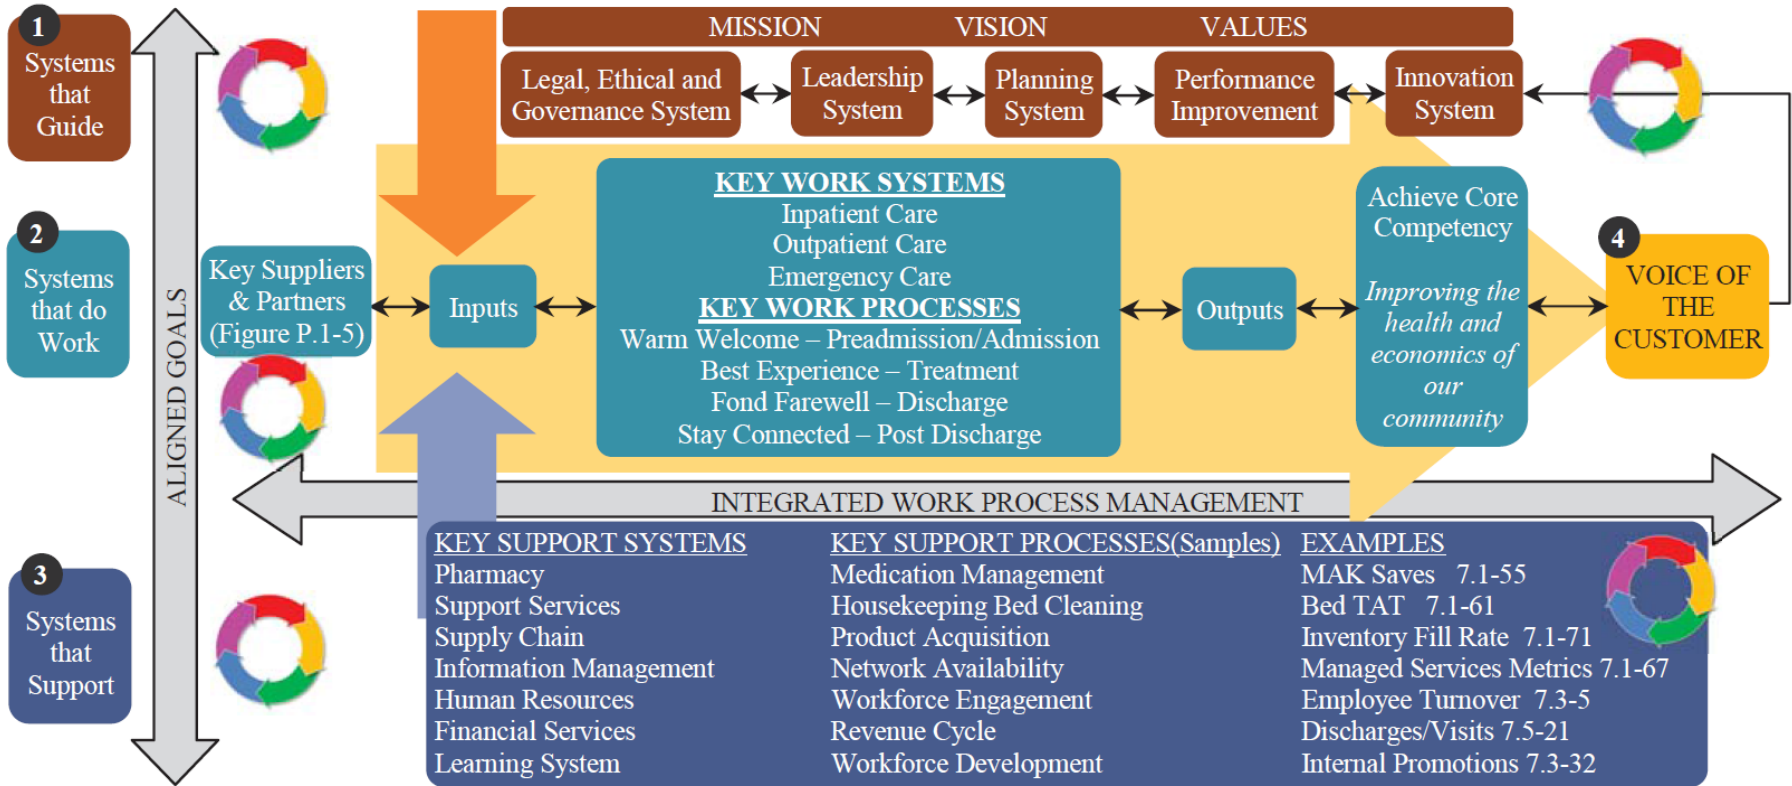 MISSION VISION VALUES
1
Systems
that
Guide
Legal, Ethical and
Governance System
Leadership
System
Planning
System
Performance
Improvement
Innovation
System
2
Systems
that do
Work
Key Suppliers
& Partners
(Figure P.1-5)
Inputs
KEY WORK SYSTEMS
Inpatient Care
Outpatient Care
Emergency Care
KEY WORK PROCESSES
Warm Welcome – Preadmission/Admission
Best Experience – Treatment
Fond Farewell – Discharge
Stay Connected – Post Discharge
Outputs
Achieve Core
Competency
Improving the
health and
economics of
our
community
4
VOICE OF
THE
CUSTOMER
ALIGNED GOALS
INTEGRATED WORK PROCESS MANAGEMENT
3
Systems
that
Support
KEY SUPPORT SYSTEMS
Pharmacy
Support Services
Supply Chain
Information Management
Human Resources
Financial Services
Learning System
KEY SUPPORT PROCESSES(Samples)
Medication Management
Housekeeping Bed Cleaning
Product Acquisition
Network Availability
Workforce Engagement
Revenue Cycle
Workforce Development
EXAMPLES
MAK Saves 7.1-55
Bed TAT 7.1-61
Inventory Fill Rate 7.1-71
Managed Services Metrics 7.1-67
Employee Turnover 7.3-5
Discharges/Visits 7.5-21
Internal Promotions 7.3-32